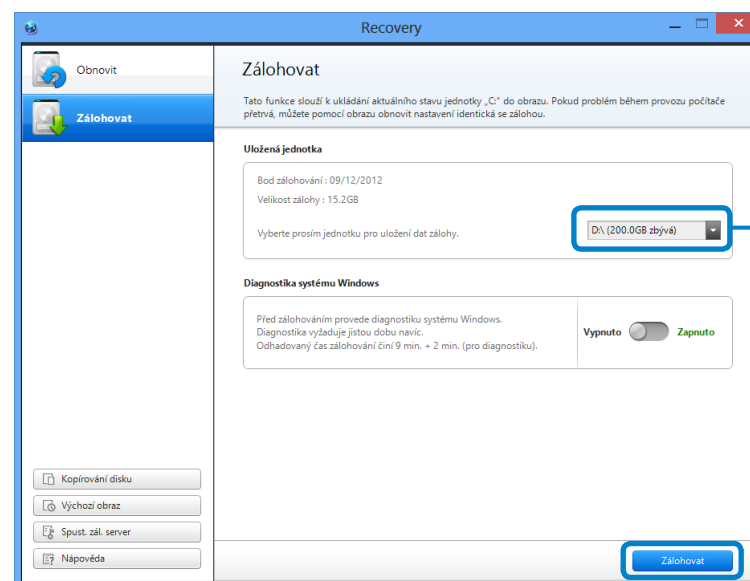 Recovery
Obnovit
Zálohovat
Zálohovat
Tato funkce slouží k ukládání aktuálního stavu jednotky „C:“ do obrazu. Pokud problém během provozu počítače
přetrvá, můžete pomocí obrazu obnovit nastavení identická se zálohou.
Uložená jednotka
Bod zálohování : 09/12/2012
Velikost zálohy : 15.2GB
Vyberte prosím jednotku pro uložení dat zálohy.
D:\ (200.0GB zbývá)
Diagnostika systému Windows
Před zálohováním provede diagnostiku systému Windows.
Diagnostika vyžaduje jistou dobu navíc.
Odhadovaný čas zálohování činí 9 min. + 2 min. (pro diagnostiku).
Vypnuto Zapnuto
Kopírování disku
Výchozí obraz
Spust. zál. server
Nápověda
Zálohovat